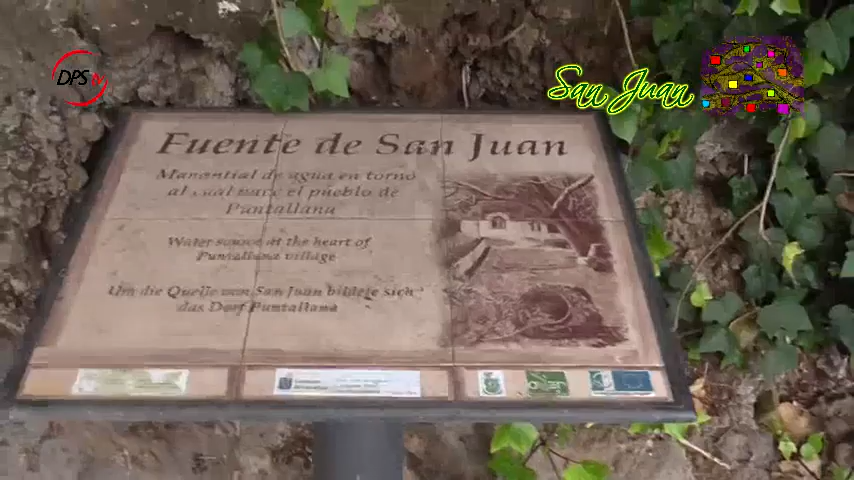 DPS tv
San Juan
Fuente de San Juan
Manantial de agua en torno
al cual nace el pueblo de
Puntallana
Water source at the heart of
Puntallana village
Um die Quelle von San Juan bildete sich
das Dorf Puntallana